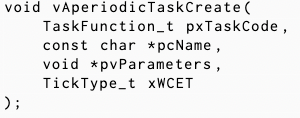 void vAperiodicTaskCreate(
    TaskFunction_t pxTaskCode,
    const char *pcName,
    void *pvParameters,
    TickType_t xWCET
);